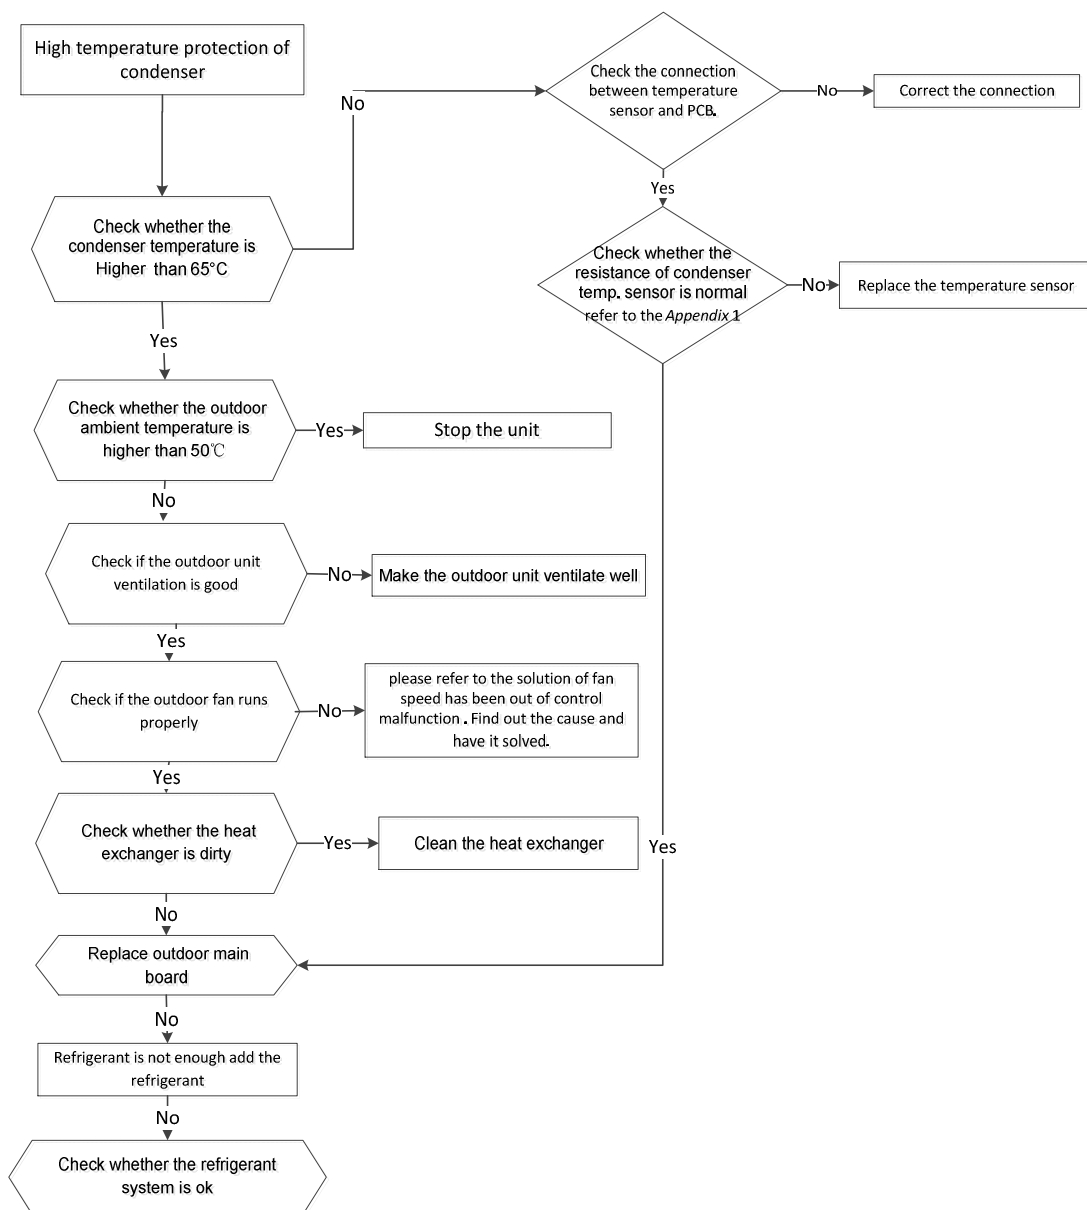 High temperature protection of
condenser
No
Check the connection
between temperature
sensor and PCB.
No
Correct the connection
Yes
Check whether the
condenser temperature is
Higher than 65°C
Check whether the
resistance of condenser
temp. sensor is normal
refer to the Appendix 1
No
Replace the temperature sensor
Yes
Check whether the outdoor
ambient temperature is
higher than 50℃
Yes
Stop the unit
No
Check if the outdoor unit
ventilation is good
No
Make the outdoor unit ventilate well
Yes
Check if the outdoor fan runs
properly
No
please refer to the solution of fan
speed has been out of control
malfunction . Find out the cause and
have it solved.
Yes
Check whether the heat
exchanger is dirty
Yes
Clean the heat exchanger
Yes
No
Replace outdoor main
board
No
Refrigerant is not enough add the
refrigerant
No
Check whether the refrigerant
system is ok